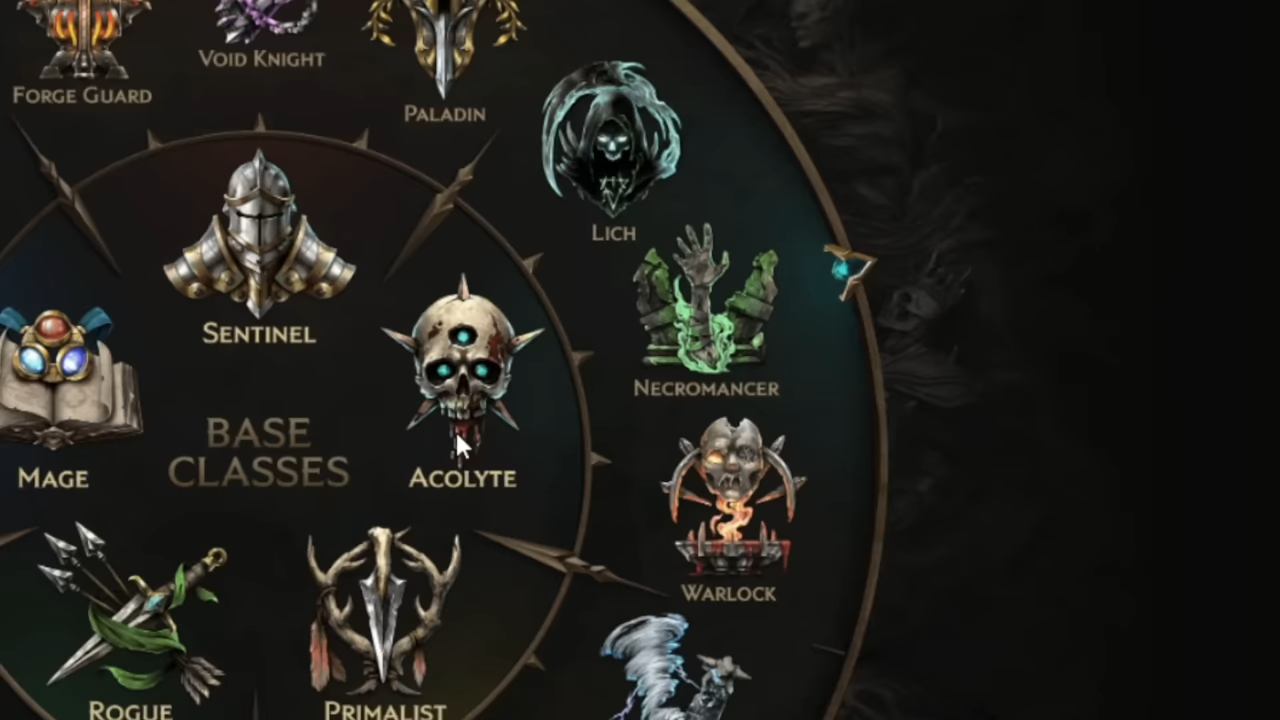 Void Knight
Forge Guard
Paladin
Lich
Sentinel
Necromancer
BASE
CLASSES
Mage
Acolyte
Warlock
Rogue
Primalist